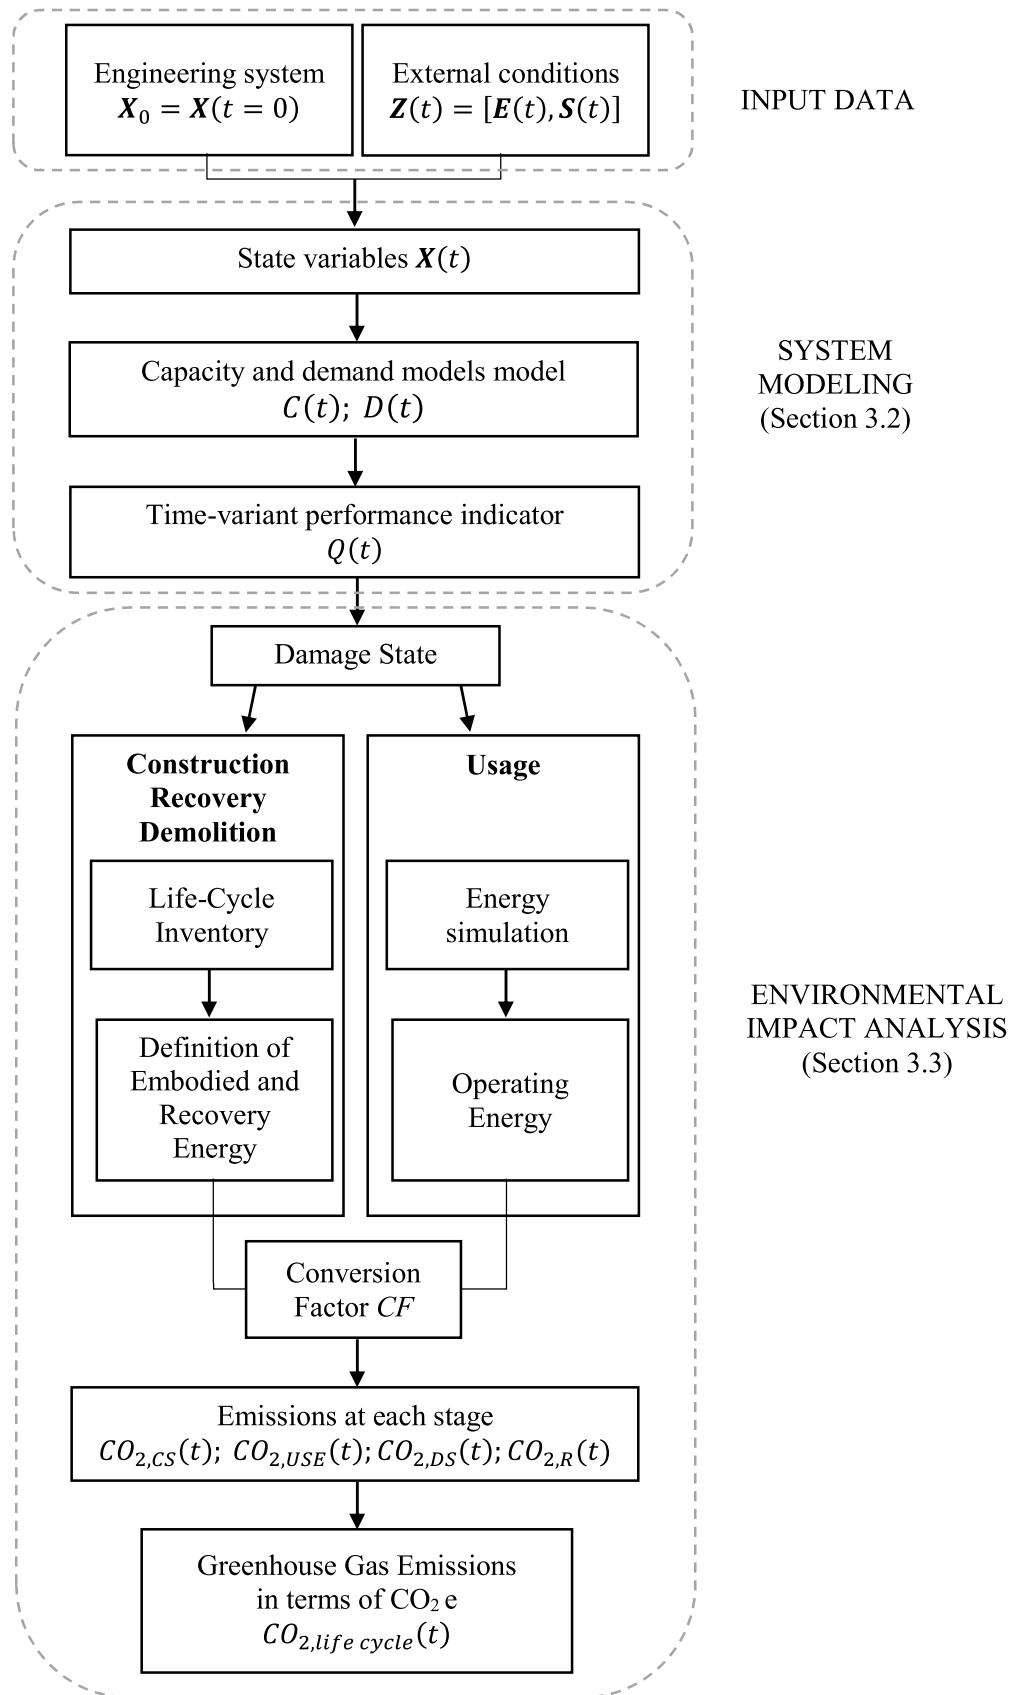 Engineering system
X₀ = X(t = 0)
External conditions
Z(t) = [E(t), S(t)]
INPUT DATA
State variables X(t)
Capacity and demand models model
C(t); D(t)
Time-variant performance indicator
Q(t)
SYSTEM
MODELING
(Section 3.2)
Damage State
Construction
Recovery
Demolition
Life-Cycle
Inventory
Definition of
Embodied and
Recovery
Energy
Usage
Energy
simulation
Operating
Energy
ENVIRONMENTAL
IMPACT ANALYSIS
(Section 3.3)
Conversion
Factor CF
Emissions at each stage
CO₂,CS(t); CO₂,USE(t); CO₂,DS(t); CO₂,R(t)
Greenhouse Gas Emissions
in terms of CO₂ e
CO₂,life cycle(t)